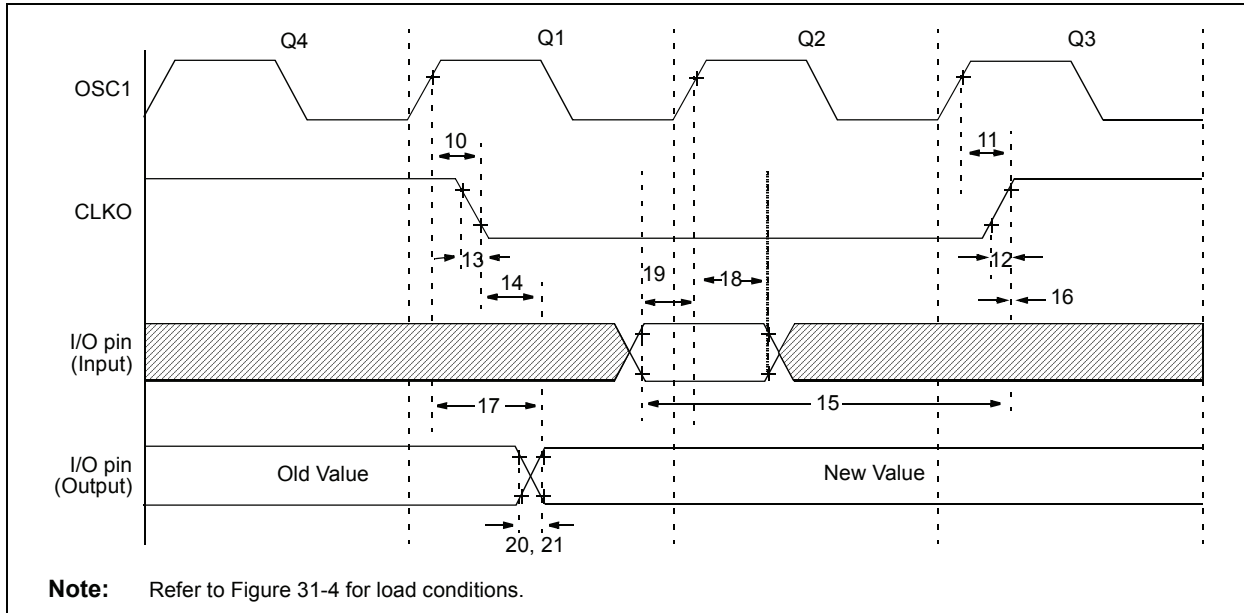 Q4 Q1 Q2 Q3
OSC1
10 11
CLKO
13 12
14 19 18
16
I/O pin
(Input)
17 15
I/O pin
(Output)
Old Value New Value
20, 21
Note: Refer to Figure 31-4 for load conditions.